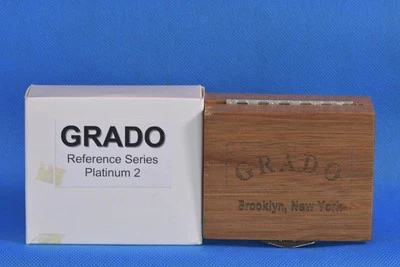 GRADO
Reference Series
Platinum 2
GRADO
Brooklyn, New York